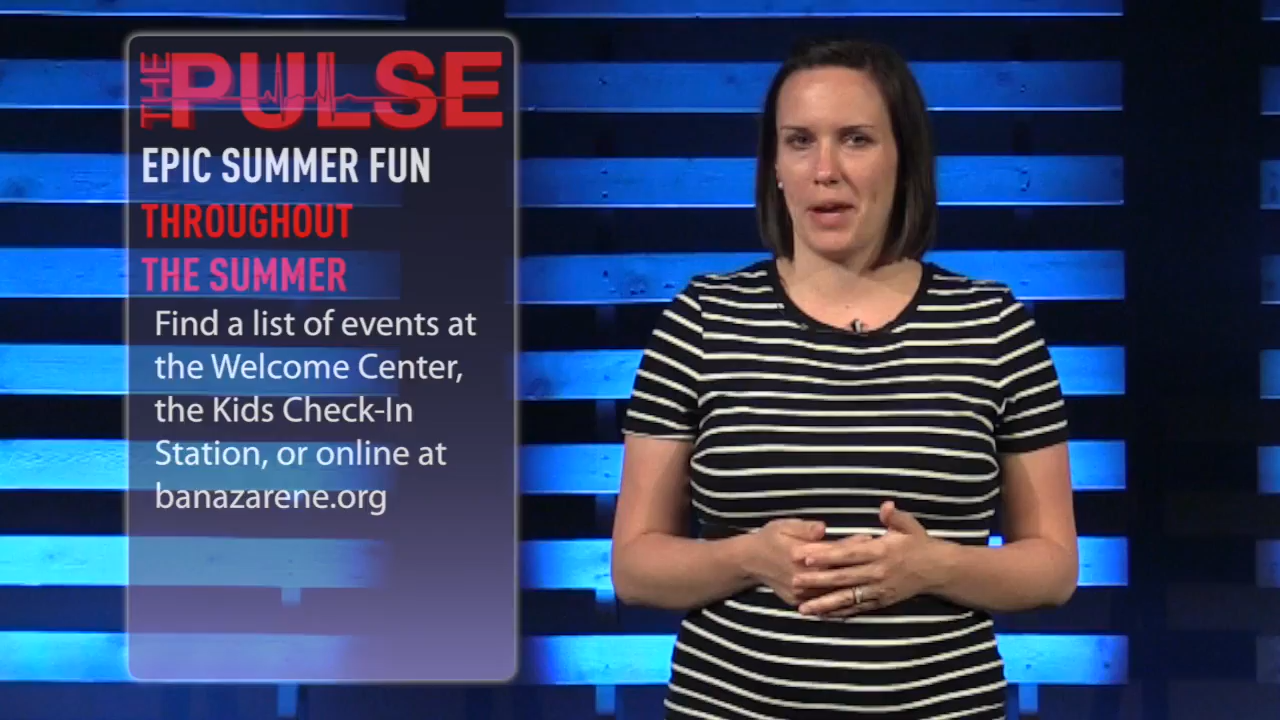 THE PULSE
EPIC SUMMER FUN
THROUGHOUT
THE SUMMER
Find a list of events at
the Welcome Center,
the Kids Check-In
Station, or online at
banazarene.org